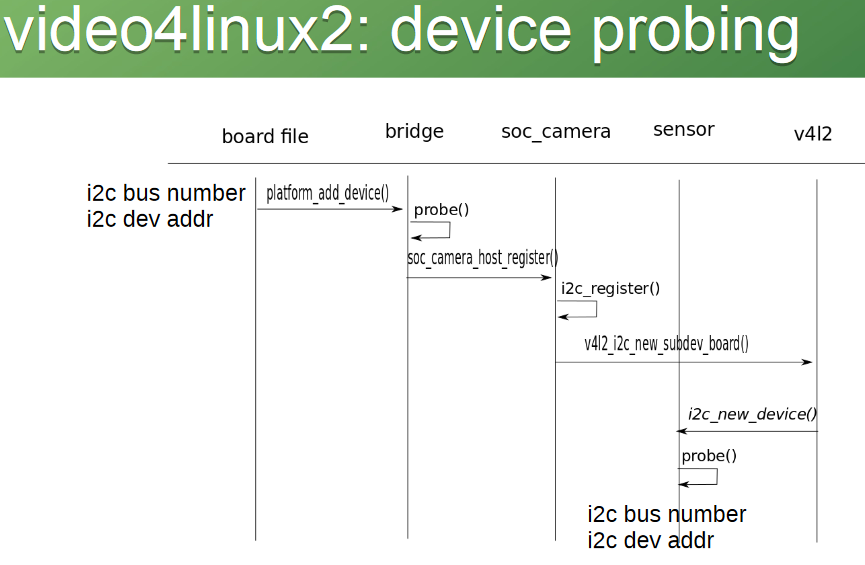 video4linux2: device probing
board file
bridge
soc_camera
sensor
v4l2
i2c bus number
i2c dev addr
platform_add_device()
probe()
soc_camera_host_register()
i2c_register()
v4l2_i2c_new_subdev_board()
i2c_new_device()
probe()
i2c bus number
i2c dev addr